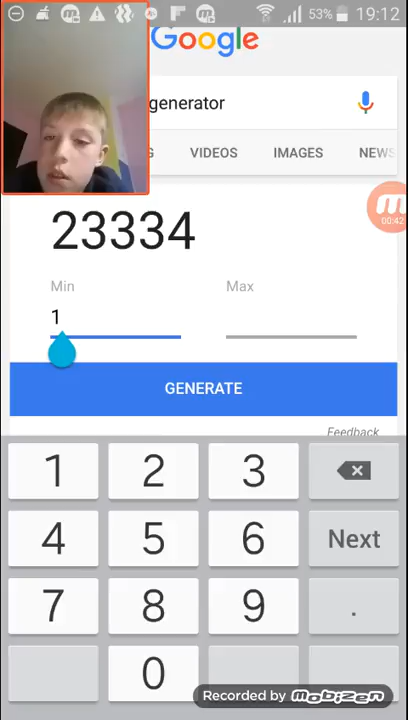 53% 19:12
Google
generator
G VIDEOS IMAGES NEWS
00:42
23334
Min Max
1
GENERATE
Feedback
1 2 3
4 5 6 Next
7 8 9 .
0
Recorded by mobizen